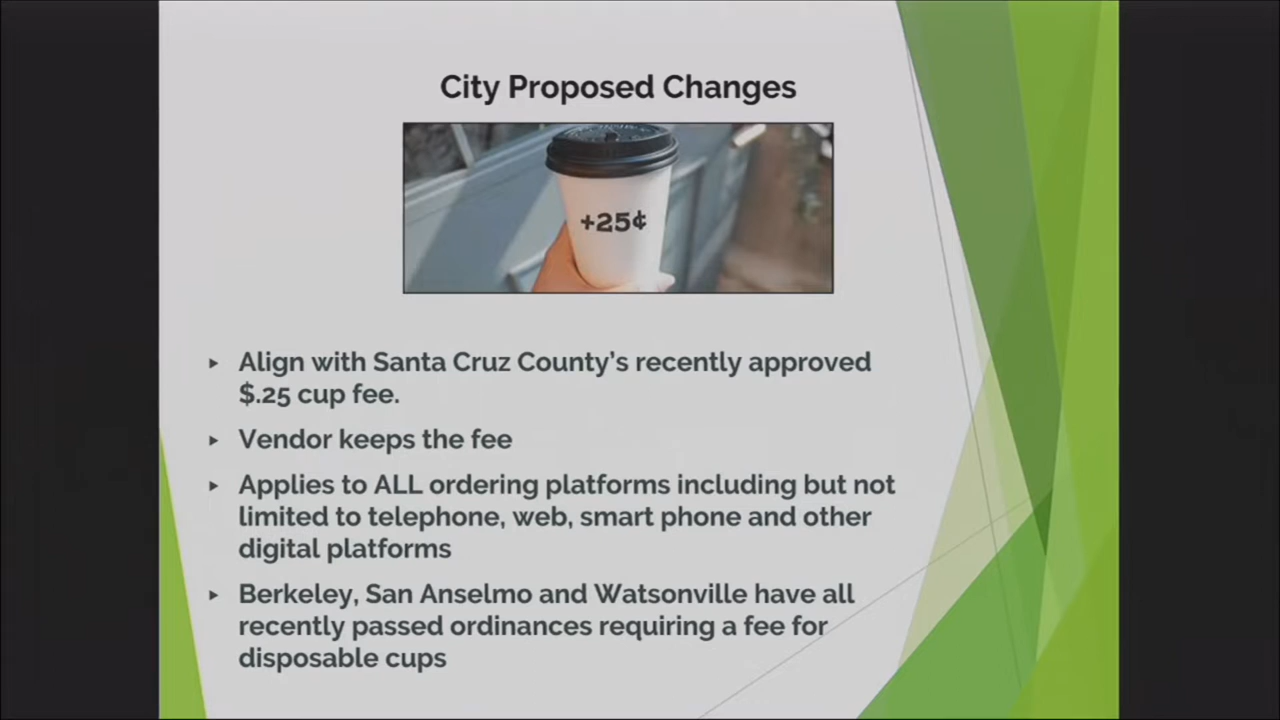 City Proposed Changes
+25¢
Align with Santa Cruz County's recently approved
$.25 cup fee.
Vendor keeps the fee
Applies to ALL ordering platforms including but not
limited to telephone, web, smart phone and other
digital platforms
Berkeley, San Anselmo and Watsonville have all
recently passed ordinances requiring a fee for
disposable cups